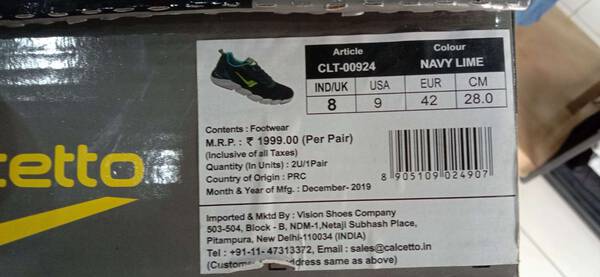 cetto
Article
CLT-00924
Colour
NAVY LIME
IND/UK USA EUR CM
8 9 42 28.0
Contents : Footwear
M.R.P. : ₹ 1999.00 (Per Pair)
(Inclusive of all Taxes)
Quantity (In Units) : 2U/1Pair
Country of Origin : PRC
Month & Year of Mfg. : December- 2019
8 905109 024907
Imported & Mktd By : Vision Shoes Company
503-504, Block - B, NDM-1,Netaji Subhash Place,
Pitampura, New Delhi-110034 (INDIA)
Tel : +91-11- 47313372, Email : sales@calcetto.in
(Custome address same as above)